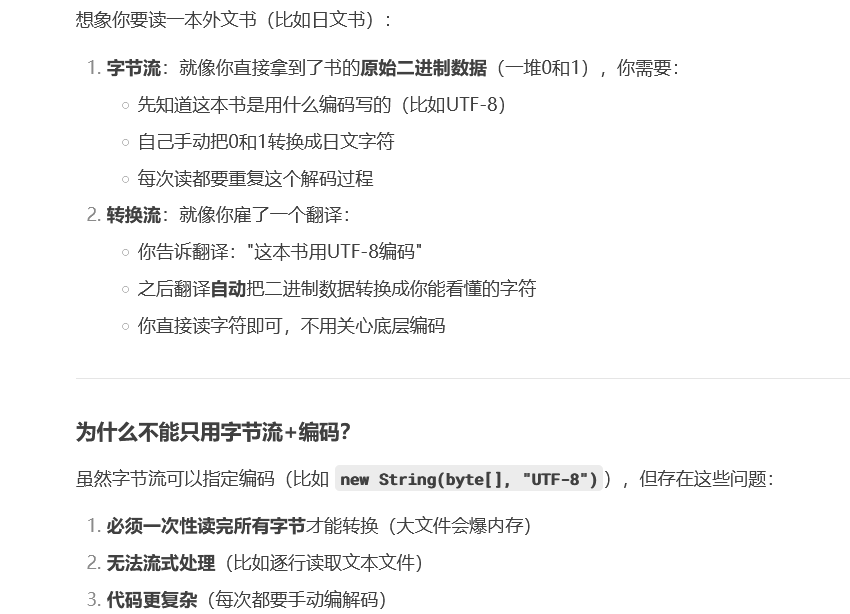 想象你要读一本外文书（比如日文书）：
1. 字节流：就像你直接拿到了书的原始二进制数据（一堆0和1），你需要：
○ 先知道这本书是用什么编码写的（比如UTF-8）
○ 自己手动把0和1转换成日文字符
○ 每次读都要重复这个解码过程
2. 转换流：就像你雇了一个翻译：
○ 你告诉翻译："这本书用UTF-8编码"
○ 之后翻译自动把二进制数据转换成你能看懂的字符
○ 你直接读字符即可，不用关心底层编码
为什么不能只用字节流+编码？
虽然字节流可以指定编码（比如 new String(byte[], "UTF-8")），但存在这些问题：
1. 必须一次性读完所有字节才能转换（大文件会爆内存）
2. 无法流式处理（比如逐行读取文本文件）
3. 代码更复杂（每次都要手动编解码）